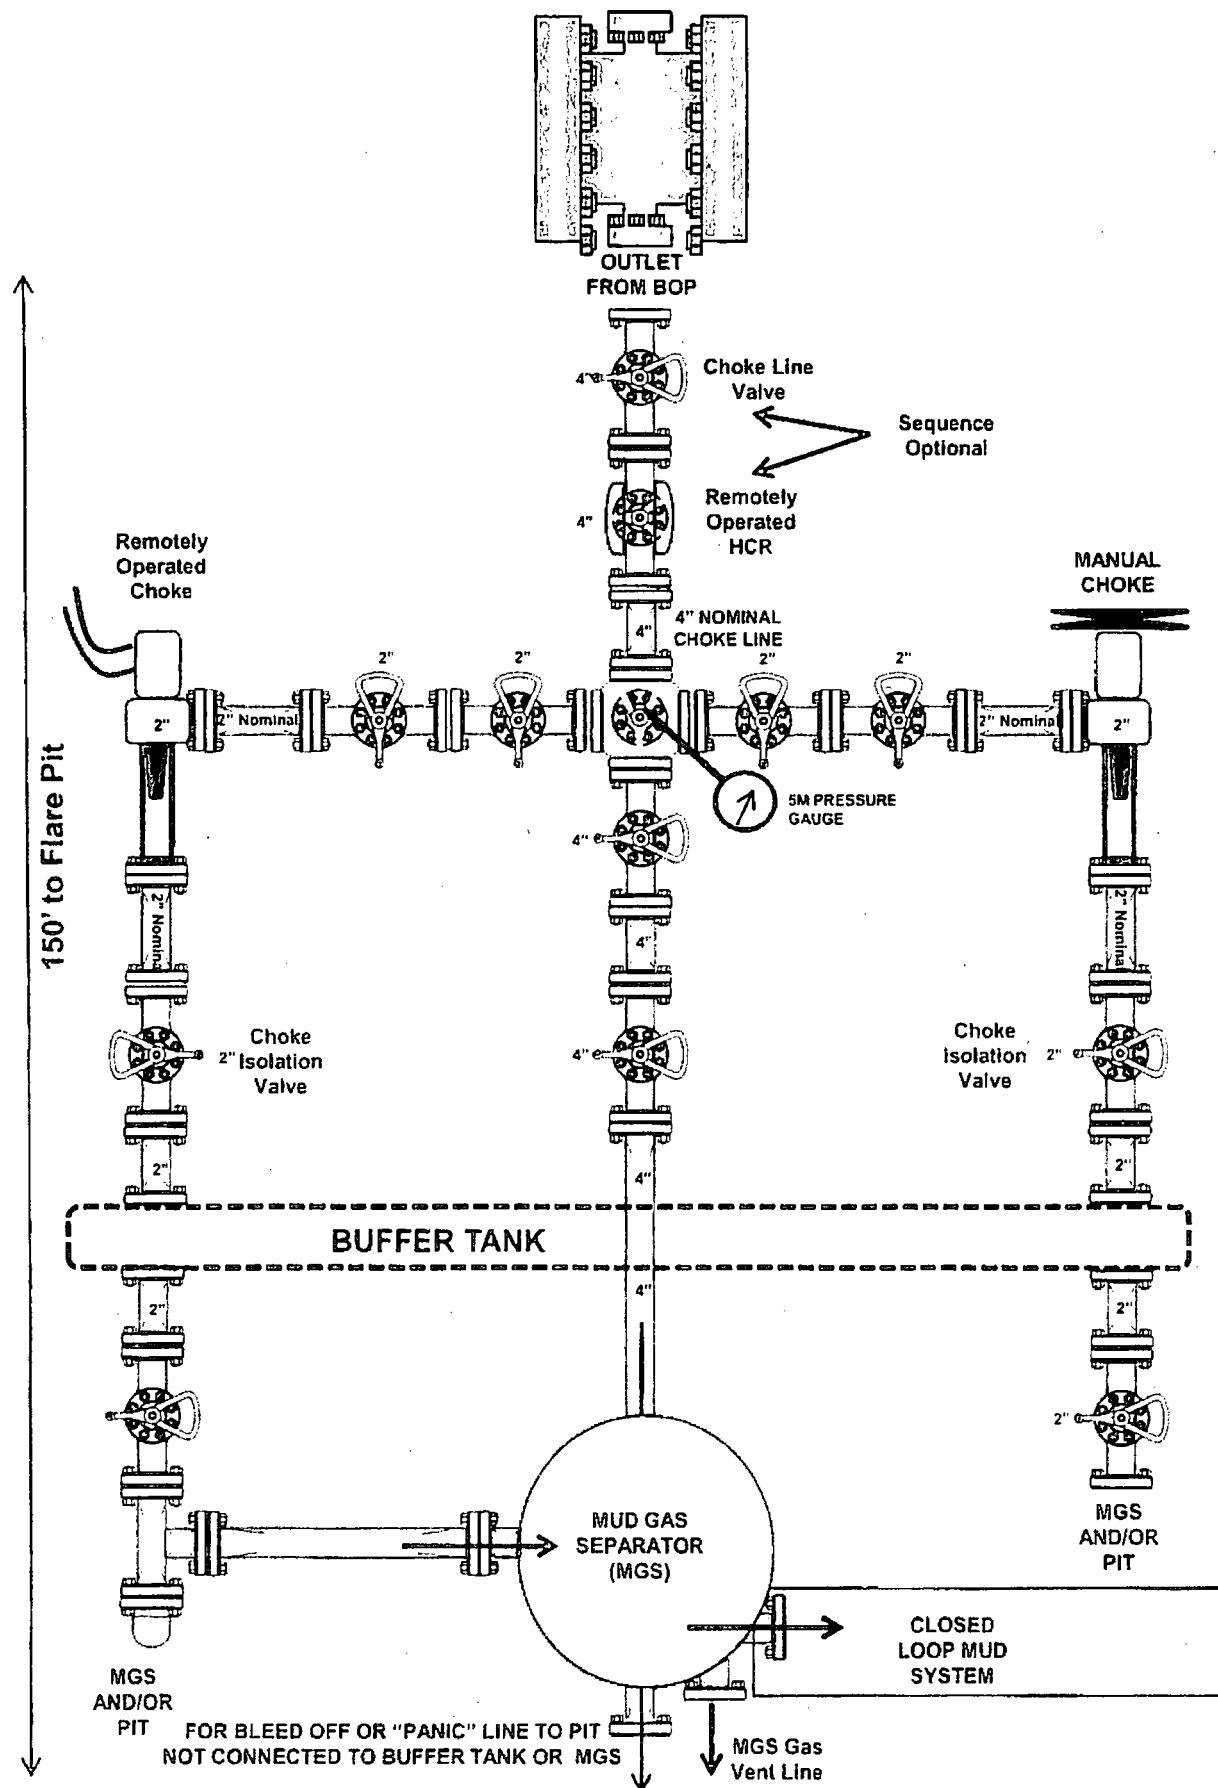 OUTLET
FROM BOP
4"
Choke Line
Valve
Sequence
Optional
4"
Remotely
Operated
HCR
Remotely
Operated
Choke
MANUAL
CHOKE
4"
4" NOMINAL
CHOKE LINE
2"
2"
2"
2"
2"
2" Nominal
2" Nominal
2"
5M PRESSURE
GAUGE
150' to Flare Pit
4"
2" Nominal
4"
2" Nominal
Choke
2" Isolation
Valve
4"
Choke
Isolation
Valve
2"
2"
4"
2"
BUFFER TANK
2"
4"
2"
2"
MUD GAS
SEPARATOR
(MGS)
MGS
AND/OR
PIT
CLOSED
LOOP MUD
SYSTEM
MGS
AND/OR
PIT
FOR BLEED OFF OR "PANIC" LINE TO PIT
NOT CONNECTED TO BUFFER TANK OR MGS
MGS Gas
Vent Line